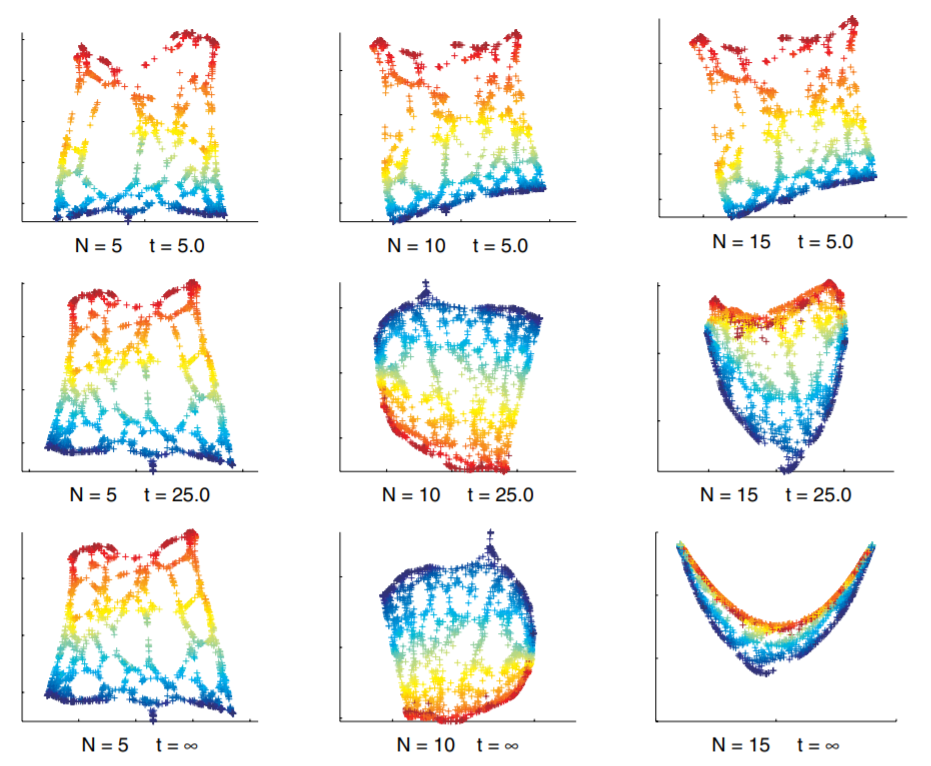 N = 5 t = 5.0
N = 10 t = 5.0
N = 15 t = 5.0
N = 5 t = 25.0
N = 10 t = 25.0
N = 15 t = 25.0
N = 5 t = ∞
N = 10 t = ∞
N = 15 t = ∞